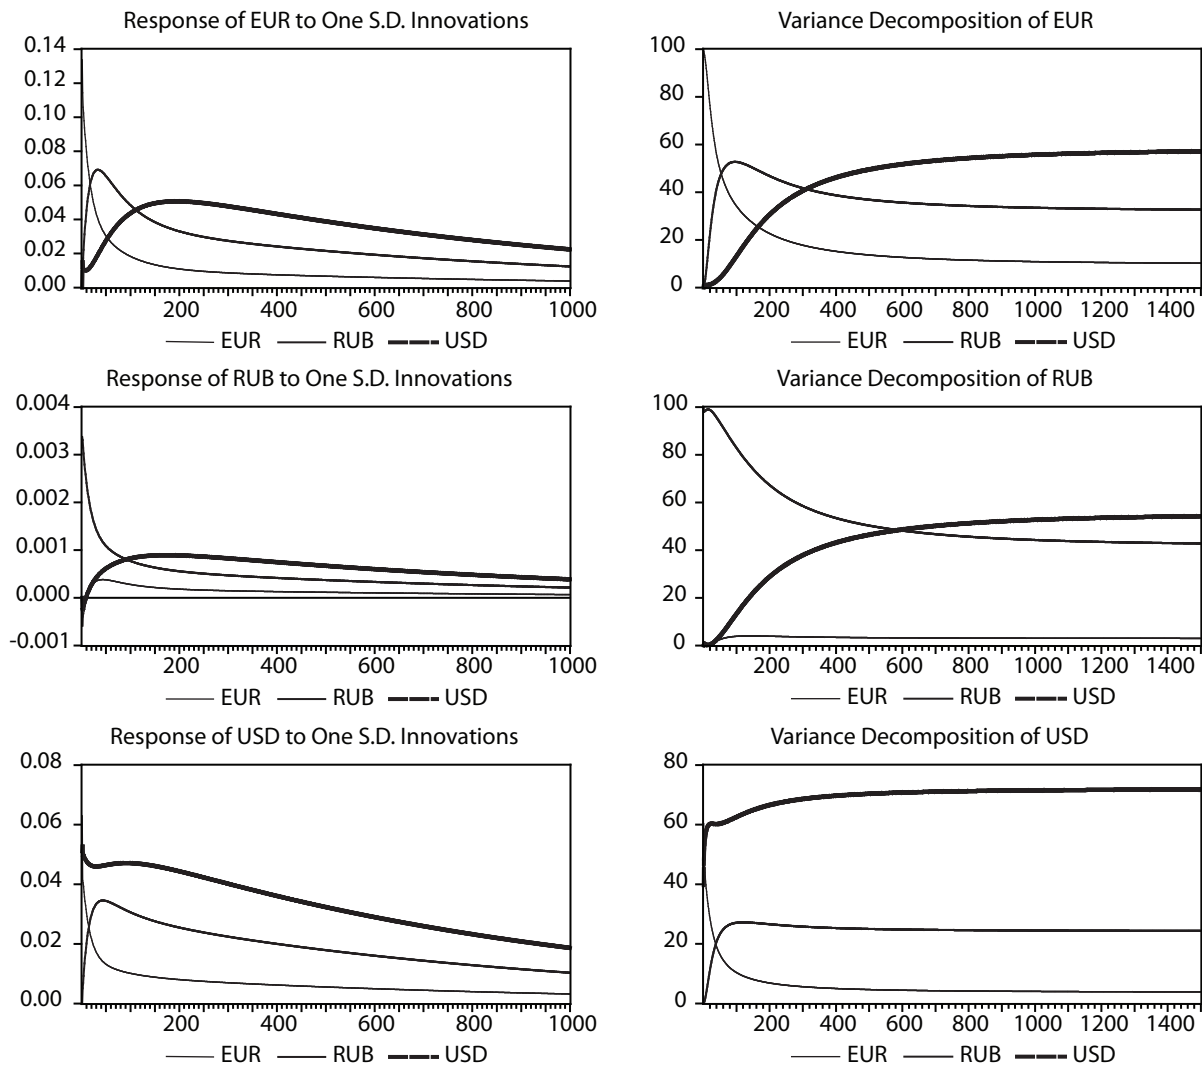 Response of EUR to One S.D. Innovations
0.14
0.12
0.10
0.08
0.06
0.04
0.02
0.00
200 400 600 800 1000
EUR RUB USD
Variance Decomposition of EUR
100
80
60
40
20
0
200 400 600 800 1000 1200 1400
EUR RUB USD
Response of RUB to One S.D. Innovations
0.004
0.003
0.002
0.001
0.000
-0.001
200 400 600 800 1000
EUR RUB USD
Variance Decomposition of RUB
100
80
60
40
20
0
200 400 600 800 1000 1200 1400
EUR RUB USD
Response of USD to One S.D. Innovations
0.08
0.06
0.04
0.02
0.00
200 400 600 800 1000
EUR RUB USD
Variance Decomposition of USD
80
60
40
20
0
200 400 600 800 1000 1200 1400
EUR RUB USD